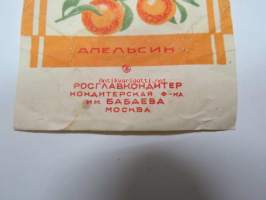 АПЕЛЬСИН
РОСГЛАВКОНДИТЕР
КОНДИТЕРСКАЯ Ф-КА
ИМ. БАБАЕВА
МОСКВА